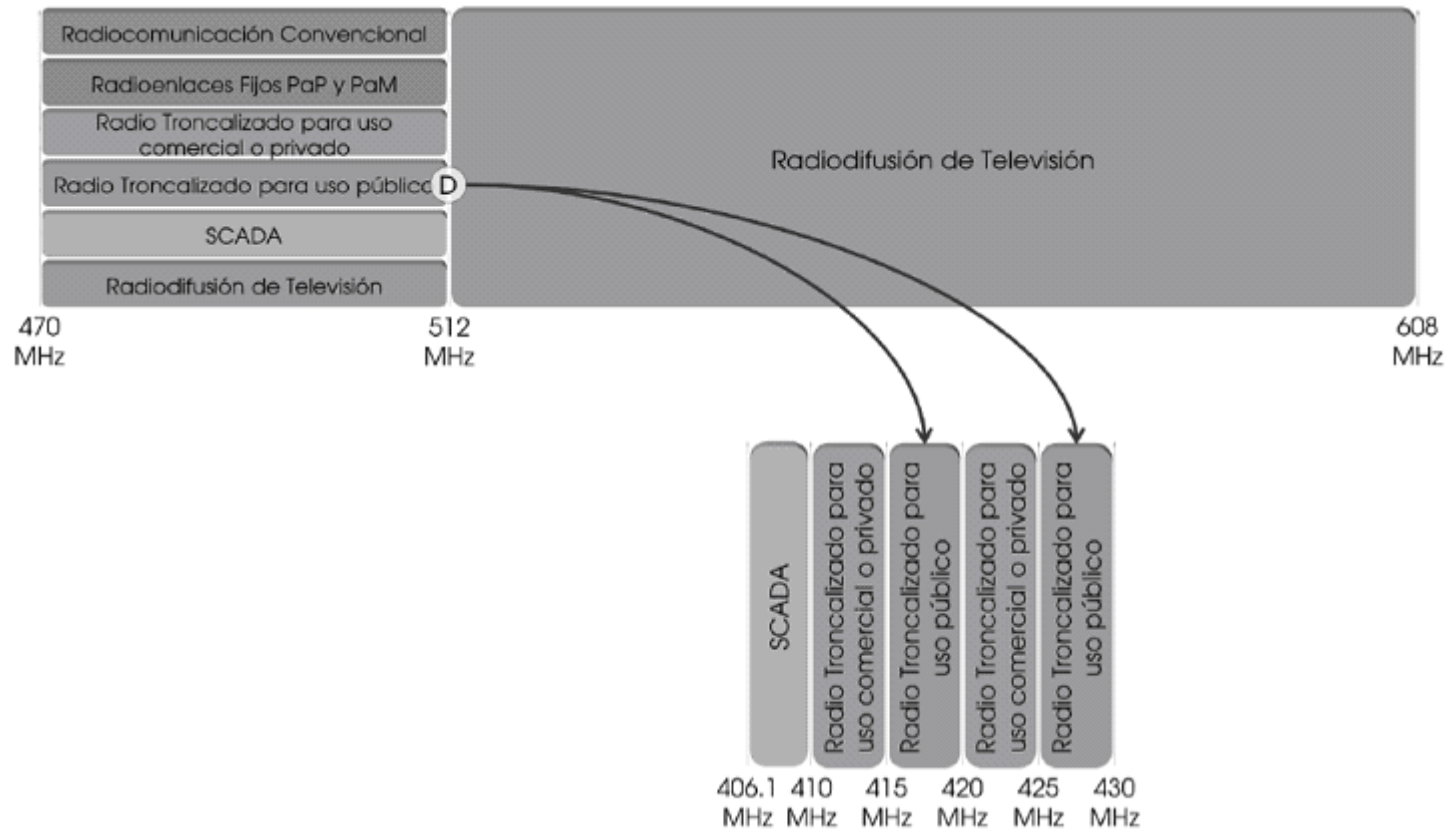 Radiocomunicación Convencional
Radioenlaces Fijos PaP y PaM
Radio Troncalizado para uso
comercial o privado
Radio Troncalizado para uso público
D
SCADA
Radiodifusión de Televisión
Radiodifusión de Televisión
470
MHz
512
MHz
608
MHz
SCADA
Radio Troncalizado para
uso comercial o privado
Radio Troncalizado para
uso público
Radio Troncalizado para
uso comercial o privado
Radio Troncalizado para
uso público
406.1
MHz
410
MHz
415
MHz
420
MHz
425
MHz
430
MHz